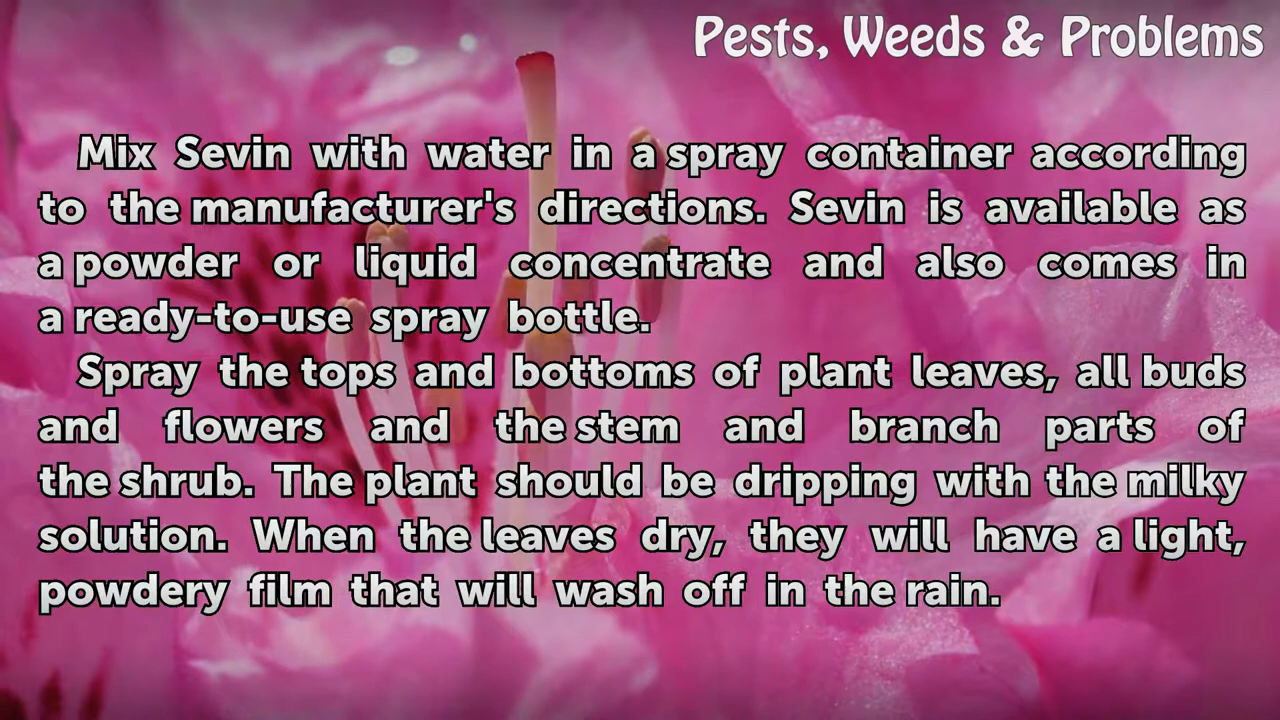 Pests, Weeds & Problems
Mix Sevin with water in a spray container according
to the manufacturer's directions. Sevin is available as
a powder or liquid concentrate and also comes in
a ready-to-use spray bottle.
Spray the tops and bottoms of plant leaves, all buds
and flowers and the stem and branch parts of
the shrub. The plant should be dripping with the milky
solution. When the leaves dry, they will have a light,
powdery film that will wash off in the rain.